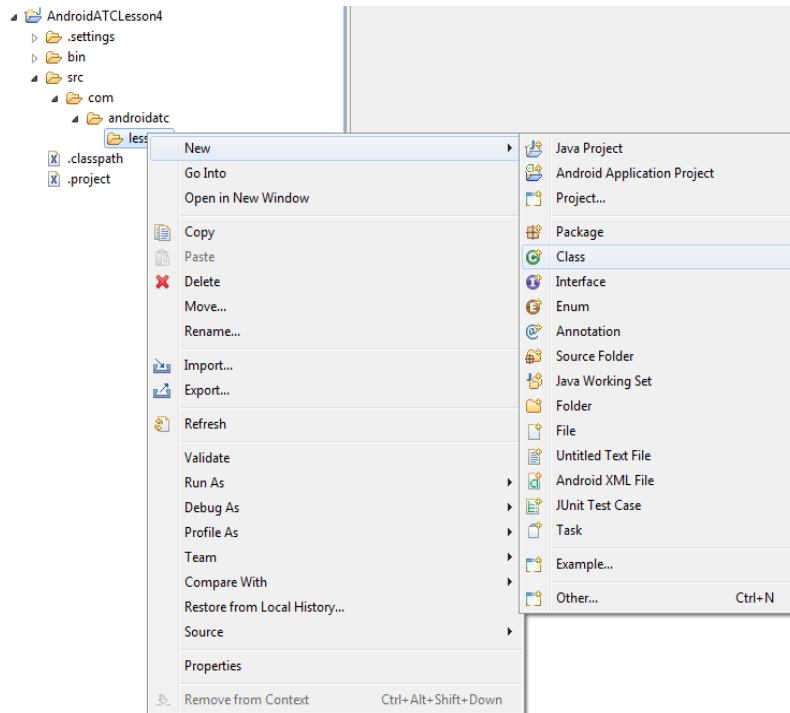 AndroidATCLesson4
.settings
bin
src
com
androidatc
.classpath
.project
New
Go Into
Open in New Window
Copy
Paste
Delete
Move...
Rename...
Import...
Export...
Refresh
Validate
Run As
Debug As
Profile As
Team
Compare With
Restore from Local History...
Source
Properties
Remove from Context Ctrl+Alt+Shift+Down
Java Project
Android Application Project
Project...
Package
Class
Interface
Enum
Annotation
Source Folder
Java Working Set
Folder
File
Untitled Text File
Android XML File
JUnit Test Case
Task
Example...
Other... Ctrl+N